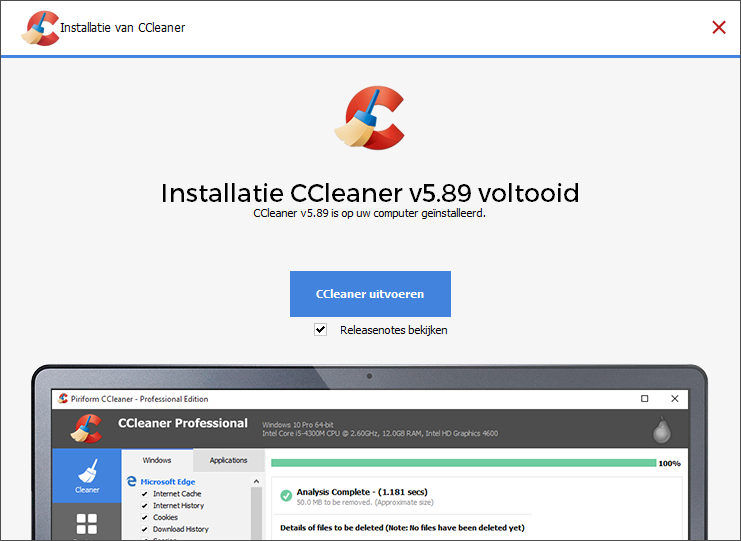 Installatie van CCleaner
Installatie CCleaner v5.89 voltooid
CCleaner v5.89 is op uw computer geïnstalleerd.
CCleaner uitvoeren
Releasenotes bekijken
Piriform CCleaner - Professional Edition
CCleaner Professional
Windows 10 Pro 64-bit
Intel Core i5-4300M CPU @ 2.60GHz, 12.0GB RAM, Intel HD Graphics 4600
Cleaner
Windows
Applications
Microsoft Edge
Internet Cache
Internet History
Cookies
Download History
100%
Analysis Complete - (1.181 secs)
50.0 MB to be removed. (Approximate size)
Details of files to be deleted (Note: No files have been deleted yet)